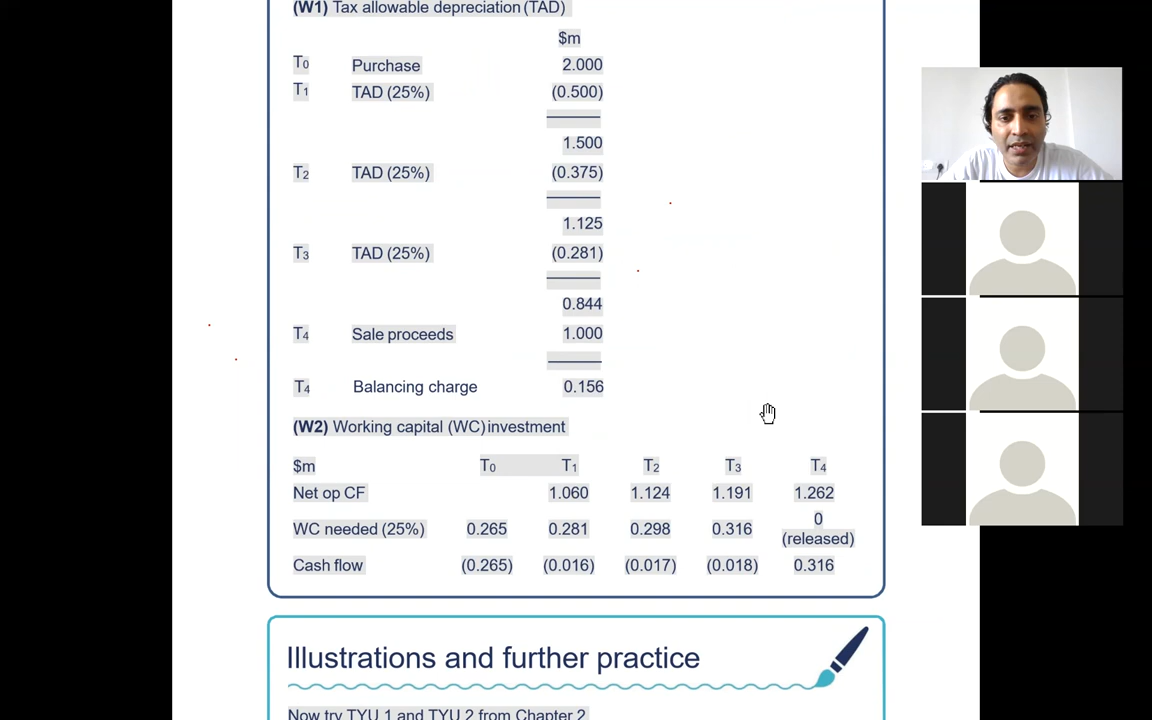 (W1) Tax allowable depreciation (TAD)
$m
T0 Purchase 2.000
T1 TAD (25%) (0.500)
1.500
T2 TAD (25%) (0.375)
1.125
T3 TAD (25%) (0.281)
0.844
T4 Sale proceeds 1.000
T4 Balancing charge 0.156
(W2) Working capital (WC) investment
$m T0 T1 T2 T3 T4
Net op CF 1.060 1.124 1.191 1.262
WC needed (25%) 0.265 0.281 0.298 0.316 0
(released)
Cash flow (0.265) (0.016) (0.017) (0.018) 0.316
Illustrations and further practice
Now try TYU 1 and TYU 2 from Chapter 2